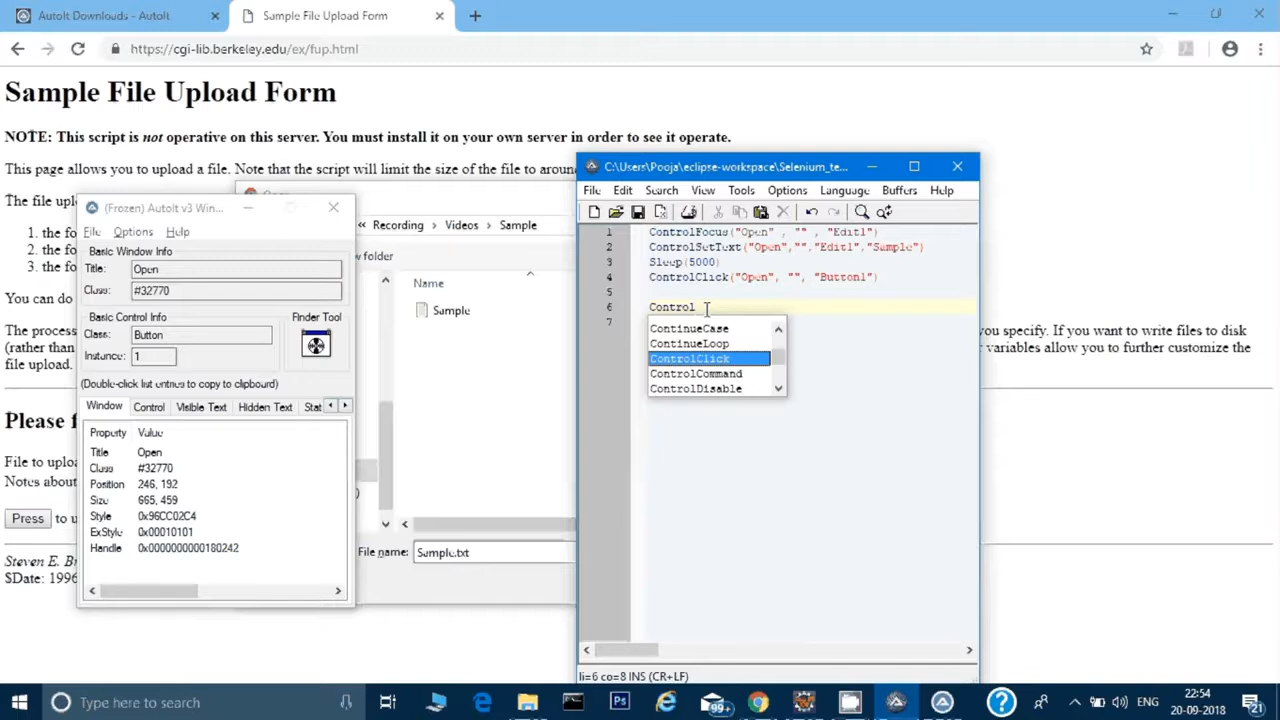 AutoIt Downloads - AutoIt
Sample File Upload Form
https://cgi-lib.berkeley.edu/ex/fup.html
Sample File Upload Form
NOTE: This script is not operative on this server. You must install it on your own server in order to see it operate.
This page allows you to upload a file. Note that the script will limit the size of the file to
The file
1. the
2. the
3. the
You can do
The process
you specify. If you want to write files to disk
(rather than
variables allow you to further customize the
file upload.
Please
File to
Notes about
Press to
Steven E.
$Date: 1996
(Frozen) AutoIt v3 Win...
File Options Help
Basic Window Info
Title: Open
Class: #32770
Basic Control Info
Class: Button
Instance: 1
Finder Tool
(Double-click list entries to copy to clipboard)
Window Control Visible Text Hidden Text Stat
Property Value
Title Open
Class #32770
Position 246, 192
Size 665, 459
Style 0x96CC02C4
ExStyle 0x00010101
Handle 0x0000000000180242
« Recording Videos Sample
folder
Name
Sample
File name: Sample.txt
C:\Users\Pooja\eclipse-workspace\Selenium_te...
File Edit Search View Tools Options Language Buffers Help
1 ControlFocus("Open" , "" , "Edit1")
2 ControlSetText("Open","","Edit1","Sample")
3 Sleep(5000)
4 ControlClick("Open", "", "Button1")
5
6 Control
7
ContinueCase
ContinueLoop
ControlClick
ControlCommand
ControlDisable
li=6 co=8 INS (CR+LF)
Type here to search
99+
ENG
22:54
20-09-2018
21